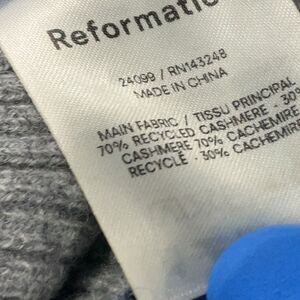 Reformatio
24099 / RN143248
MADE IN CHINA
MAIN FABRIC / TISSU PRINCIPAL
70% RECYCLED CASHMERE · 30%
CASHMERE 70% CACHEMIRE
RECYCLÉ · 30% CACHEMIRE